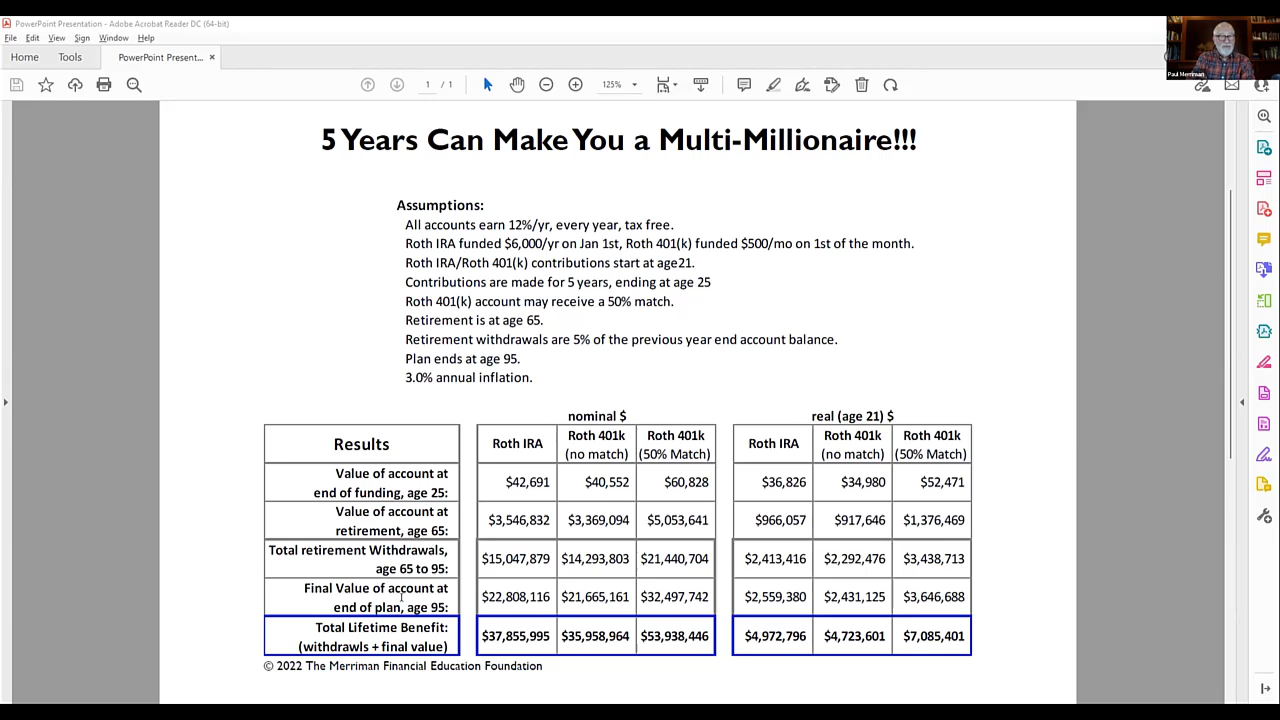 PowerPoint Presentation - Adobe Acrobat Reader DC (64-bit)
File Edit View Sign Window Help
Home Tools PowerPoint Present... ×
1 / 1 125%
Paul Merriman
5 Years Can Make You a Multi-Millionaire!!!
Assumptions:
All accounts earn 12%/yr, every year, tax free.
Roth IRA funded $6,000/yr on Jan 1st, Roth 401(k) funded $500/mo on 1st of the month.
Roth IRA/Roth 401(k) contributions start at age21.
Contributions are made for 5 years, ending at age 25
Roth 401(k) account may receive a 50% match.
Retirement is at age 65.
Retirement withdrawals are 5% of the previous year end account balance.
Plan ends at age 95.
3.0% annual inflation.
nominal $ real (age 21) $
Results Roth IRA Roth 401k (no match) Roth 401k (50% Match) Roth IRA Roth 401k (no match) Roth 401k (50% Match)
Value of account at
end of funding, age 25: $42,691 $40,552 $60,828 $36,826 $34,980 $52,471
Value of account at
retirement, age 65: $3,546,832 $3,369,094 $5,053,641 $966,057 $917,646 $1,376,469
Total retirement Withdrawals,
age 65 to 95: $15,047,879 $14,293,803 $21,440,704 $2,413,416 $2,292,476 $3,438,713
Final Value of account at
end of plan, age 95: $22,808,116 $21,665,161 $32,497,742 $2,559,380 $2,431,125 $3,646,688
Total Lifetime Benefit:
(withdrawls + final value) $37,855,995 $35,958,964 $53,938,446 $4,972,796 $4,723,601 $7,085,401
© 2022 The Merriman Financial Education Foundation